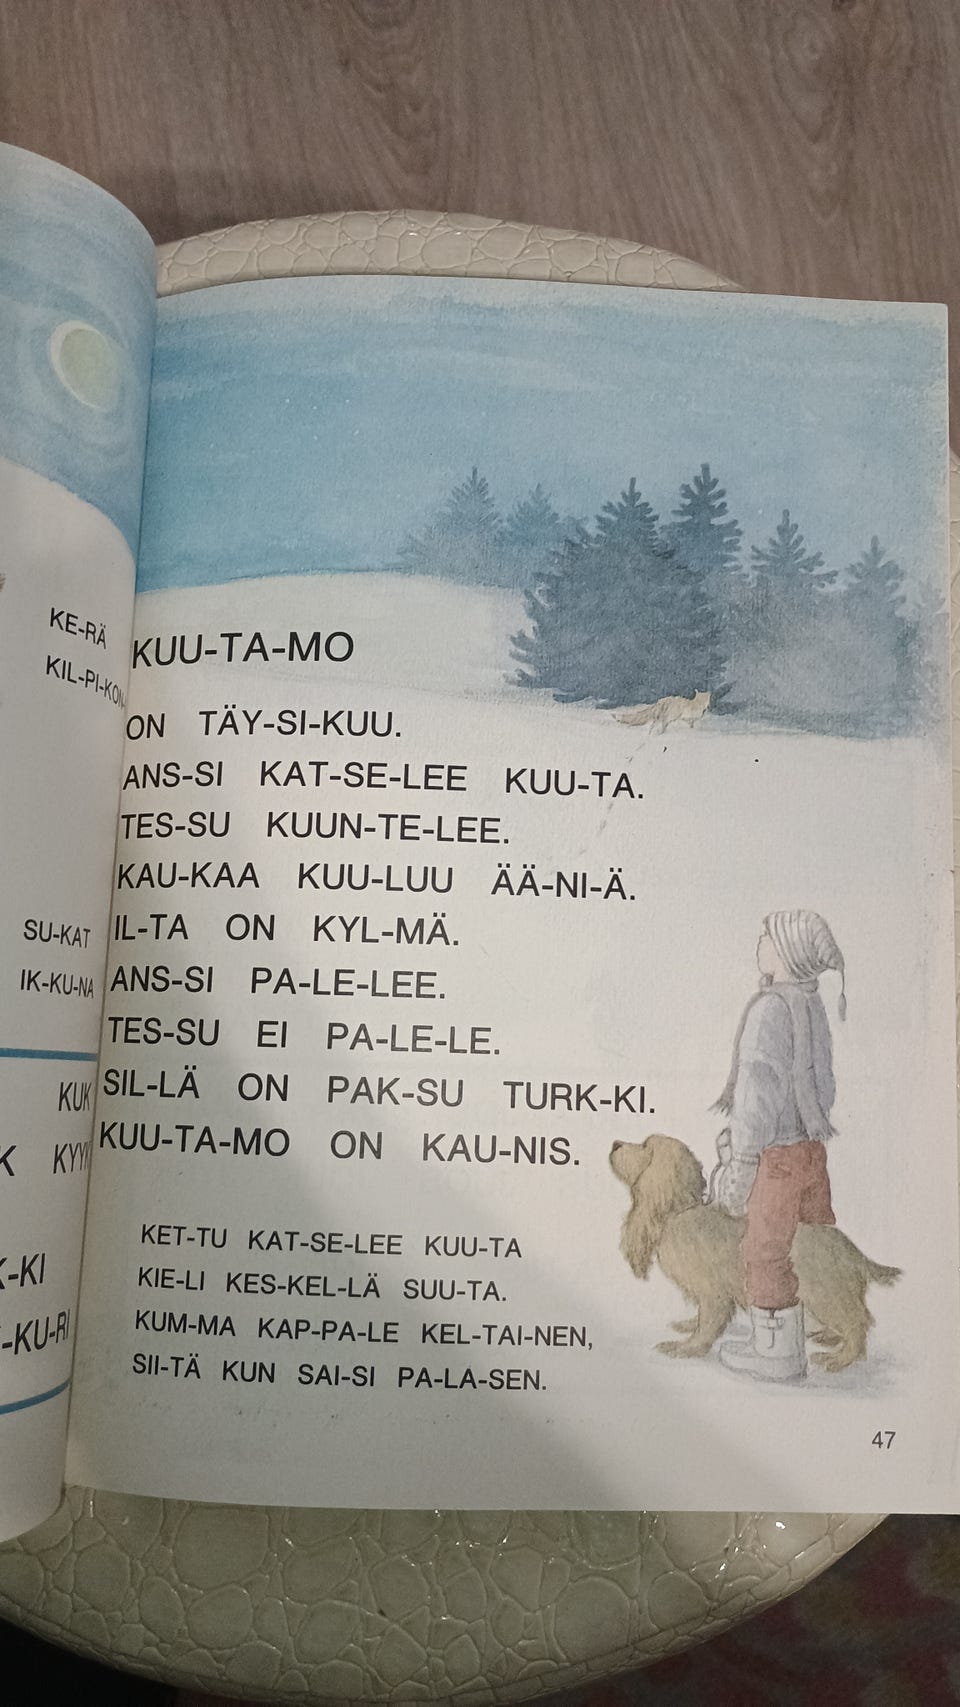 KE-RÄ
SU-KAT
IK-KU-NA
KUU-TA-MO
ON TÄY-SI-KUU.
ANS-SI KAT-SE-LEE KUU-TA.
TES-SU KUUN-TE-LEE.
KAU-KAA KUU-LUU ÄÄ-NI-Ä.
IL-TA ON KYL-MÄ.
ANS-SI PA-LE-LEE.
TES-SU EI PA-LE-LE.
SIL-LÄ ON PAK-SU TURK-KI.
KUU-TA-MO ON KAU-NIS.
KET-TU KAT-SE-LEE KUU-TA
KIE-LI KES-KEL-LÄ SUU-TA.
KUM-MA KAP-PA-LE KEL-TAI-NEN,
SII-TÄ KUN SAI-SI PA-LA-SEN.
47